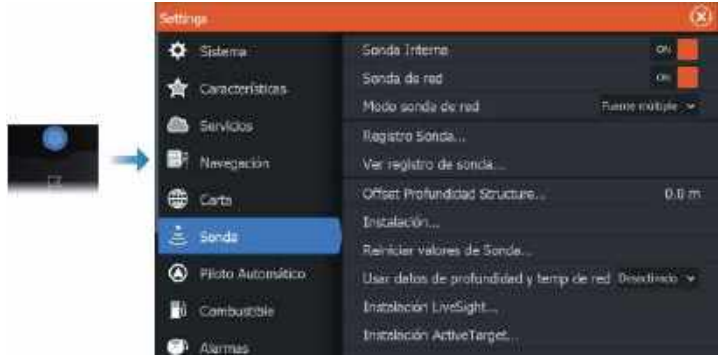 Settings
Sistema
Características
Servicios
Navegación
Carta
Sonda
Piloto Automático
Combustible
Alarmas
Sonda Interna ON
Sonda de red ON
Modo sonda de red Fuente múltiple
Registro Sonda...
Ver registro de sonda...
Offset Profundidad Structure... 0.0 m
Instalación...
Reiniciar valores de Sonda...
Usar datos de profundidad y temp de red Desactivado
Instalación LiveSight...
Instalación ActiveTarget...